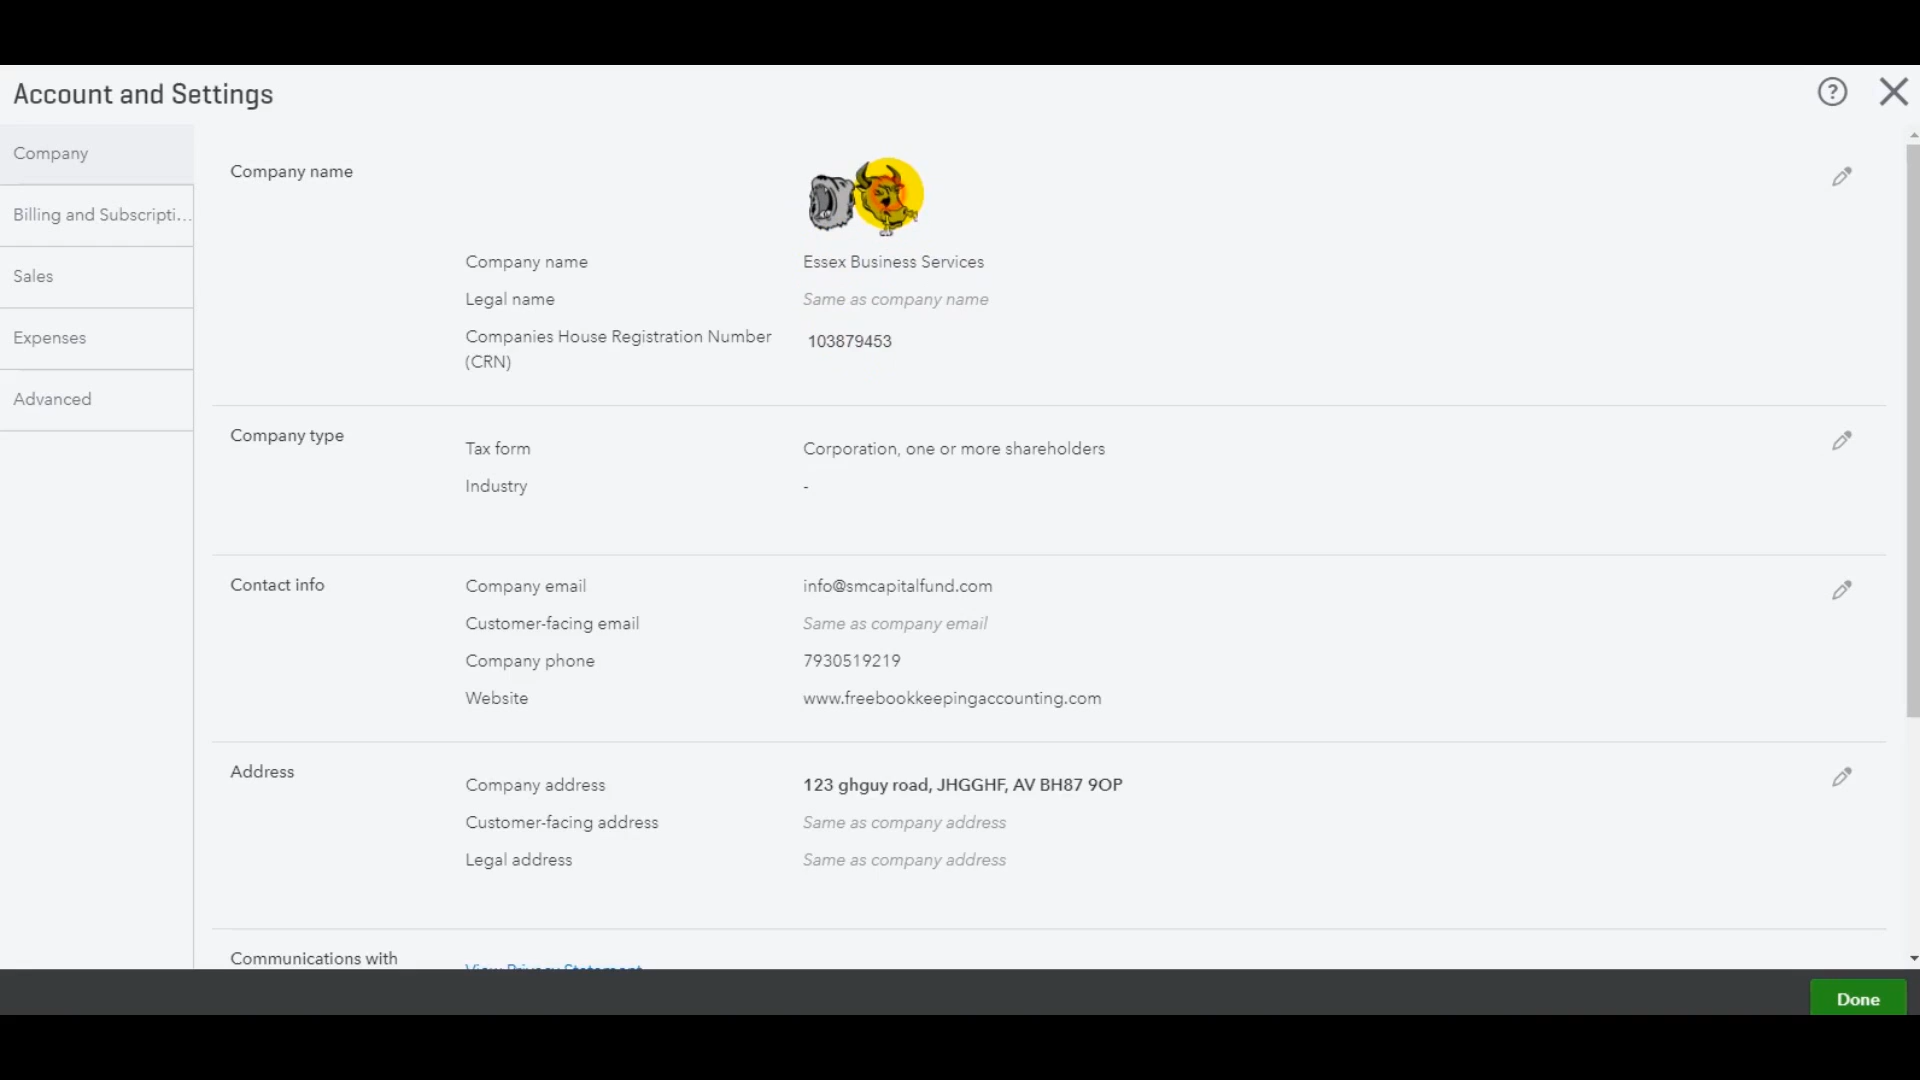 Account and Settings
?
Company
Billing and Subscripti...
Sales
Expenses
Advanced
Company name
Company name Essex Business Services
Legal name Same as company name
Companies House Registration Number
(CRN) 103879453
Company type
Tax form Corporation, one or more shareholders
Industry -
Contact info
Company email info@smcapitalfund.com
Customer-facing email Same as company email
Company phone 7930519219
Website www.freebookkeepingaccounting.com
Address
Company address 123 ghguy road, JHGGHF, AV BH87 9OP
Customer-facing address Same as company address
Legal address Same as company address
Communications with
View Privacy Statement
Done